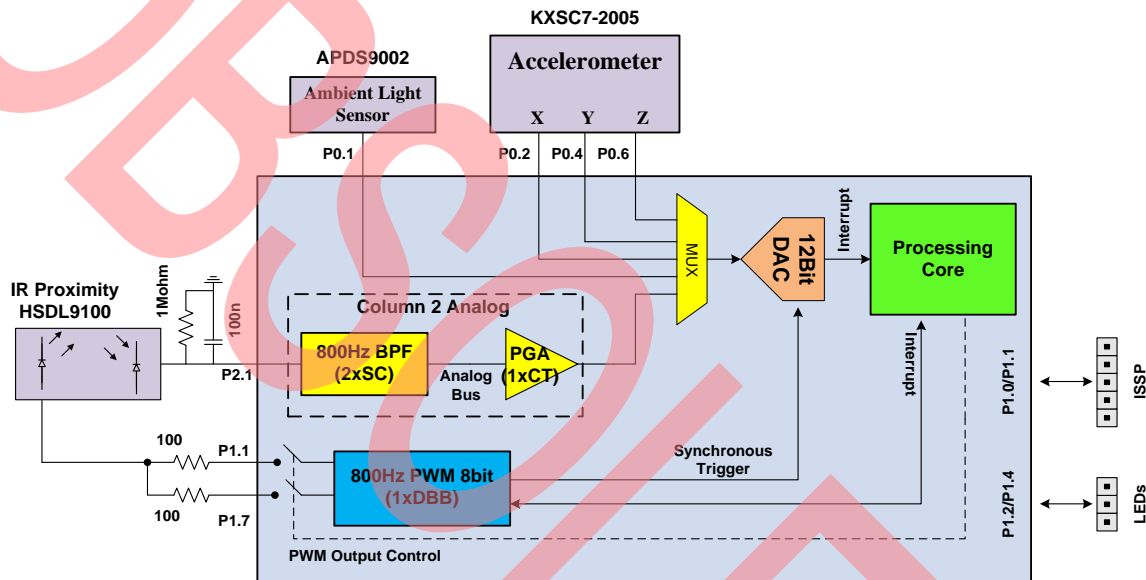 KXSC7-2005
APDS9002
Accelerometer
X Y Z
Ambient Light
Sensor
P0.1
P0.2
P0.4
P0.6
MUX
12Bit
DAC
Interrupt
Processing
Core
IR Proximity
HSDL9100
1Mohm
100n
P2.1
Column 2 Analog
800Hz BPF
(2xSC)
Analog
Bus
PGA
(1xCT)
Interrupt
P1.0/P1.1
ISSP
100
P1.1
100
P1.7
800Hz PWM 8bit
(1xDBB)
Synchronous
Trigger
P1.2/P1.4
LEDs
PWM Output Control